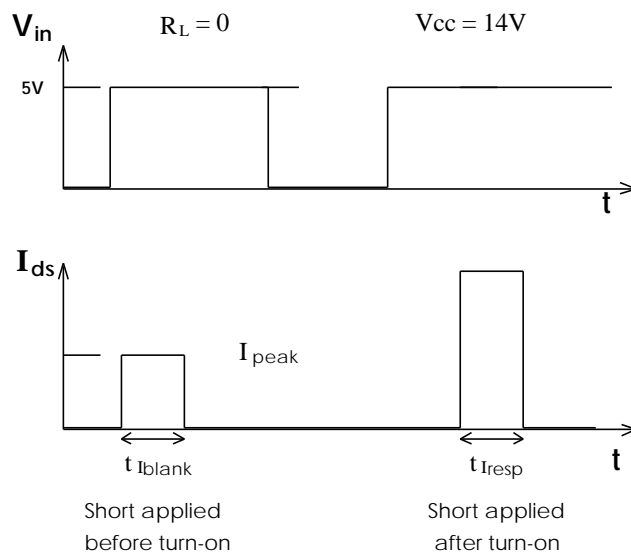 Vin
RL = 0
Vcc = 14V
5V
t
Ids
Ipeak
tIblank
tIresp
t
Short applied
before turn-on
Short applied
after turn-on